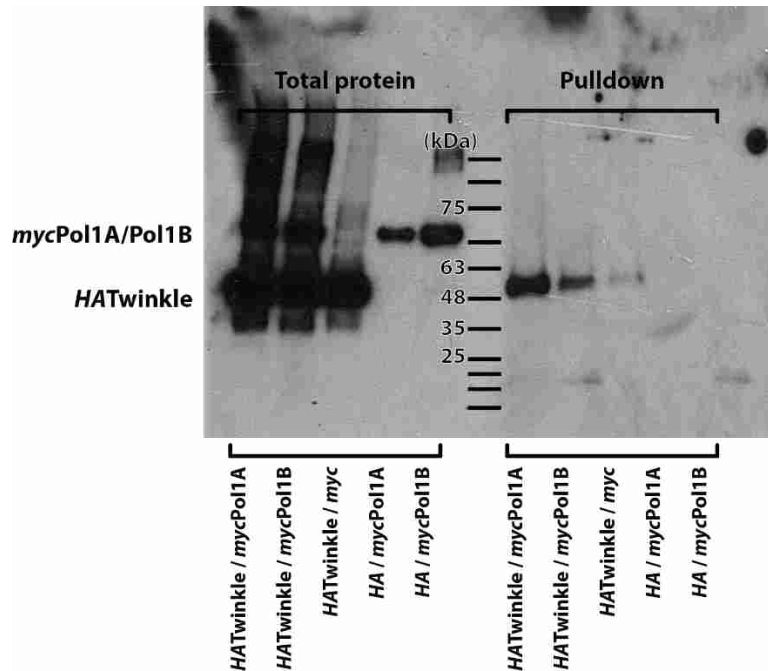 Total protein
Pulldown
(kDa)
75
mycPol1A/Pol1B
63
HATwinkle
48
35
25
HATwinkle / mycPol1A
HATwinkle / mycPol1B
HATwinkle / myc
HA / mycPol1A
HA / mycPol1B
HATwinkle / mycPol1A
HATwinkle / mycPol1B
HATwinkle / myc
HA / mycPol1A
HA / mycPol1B